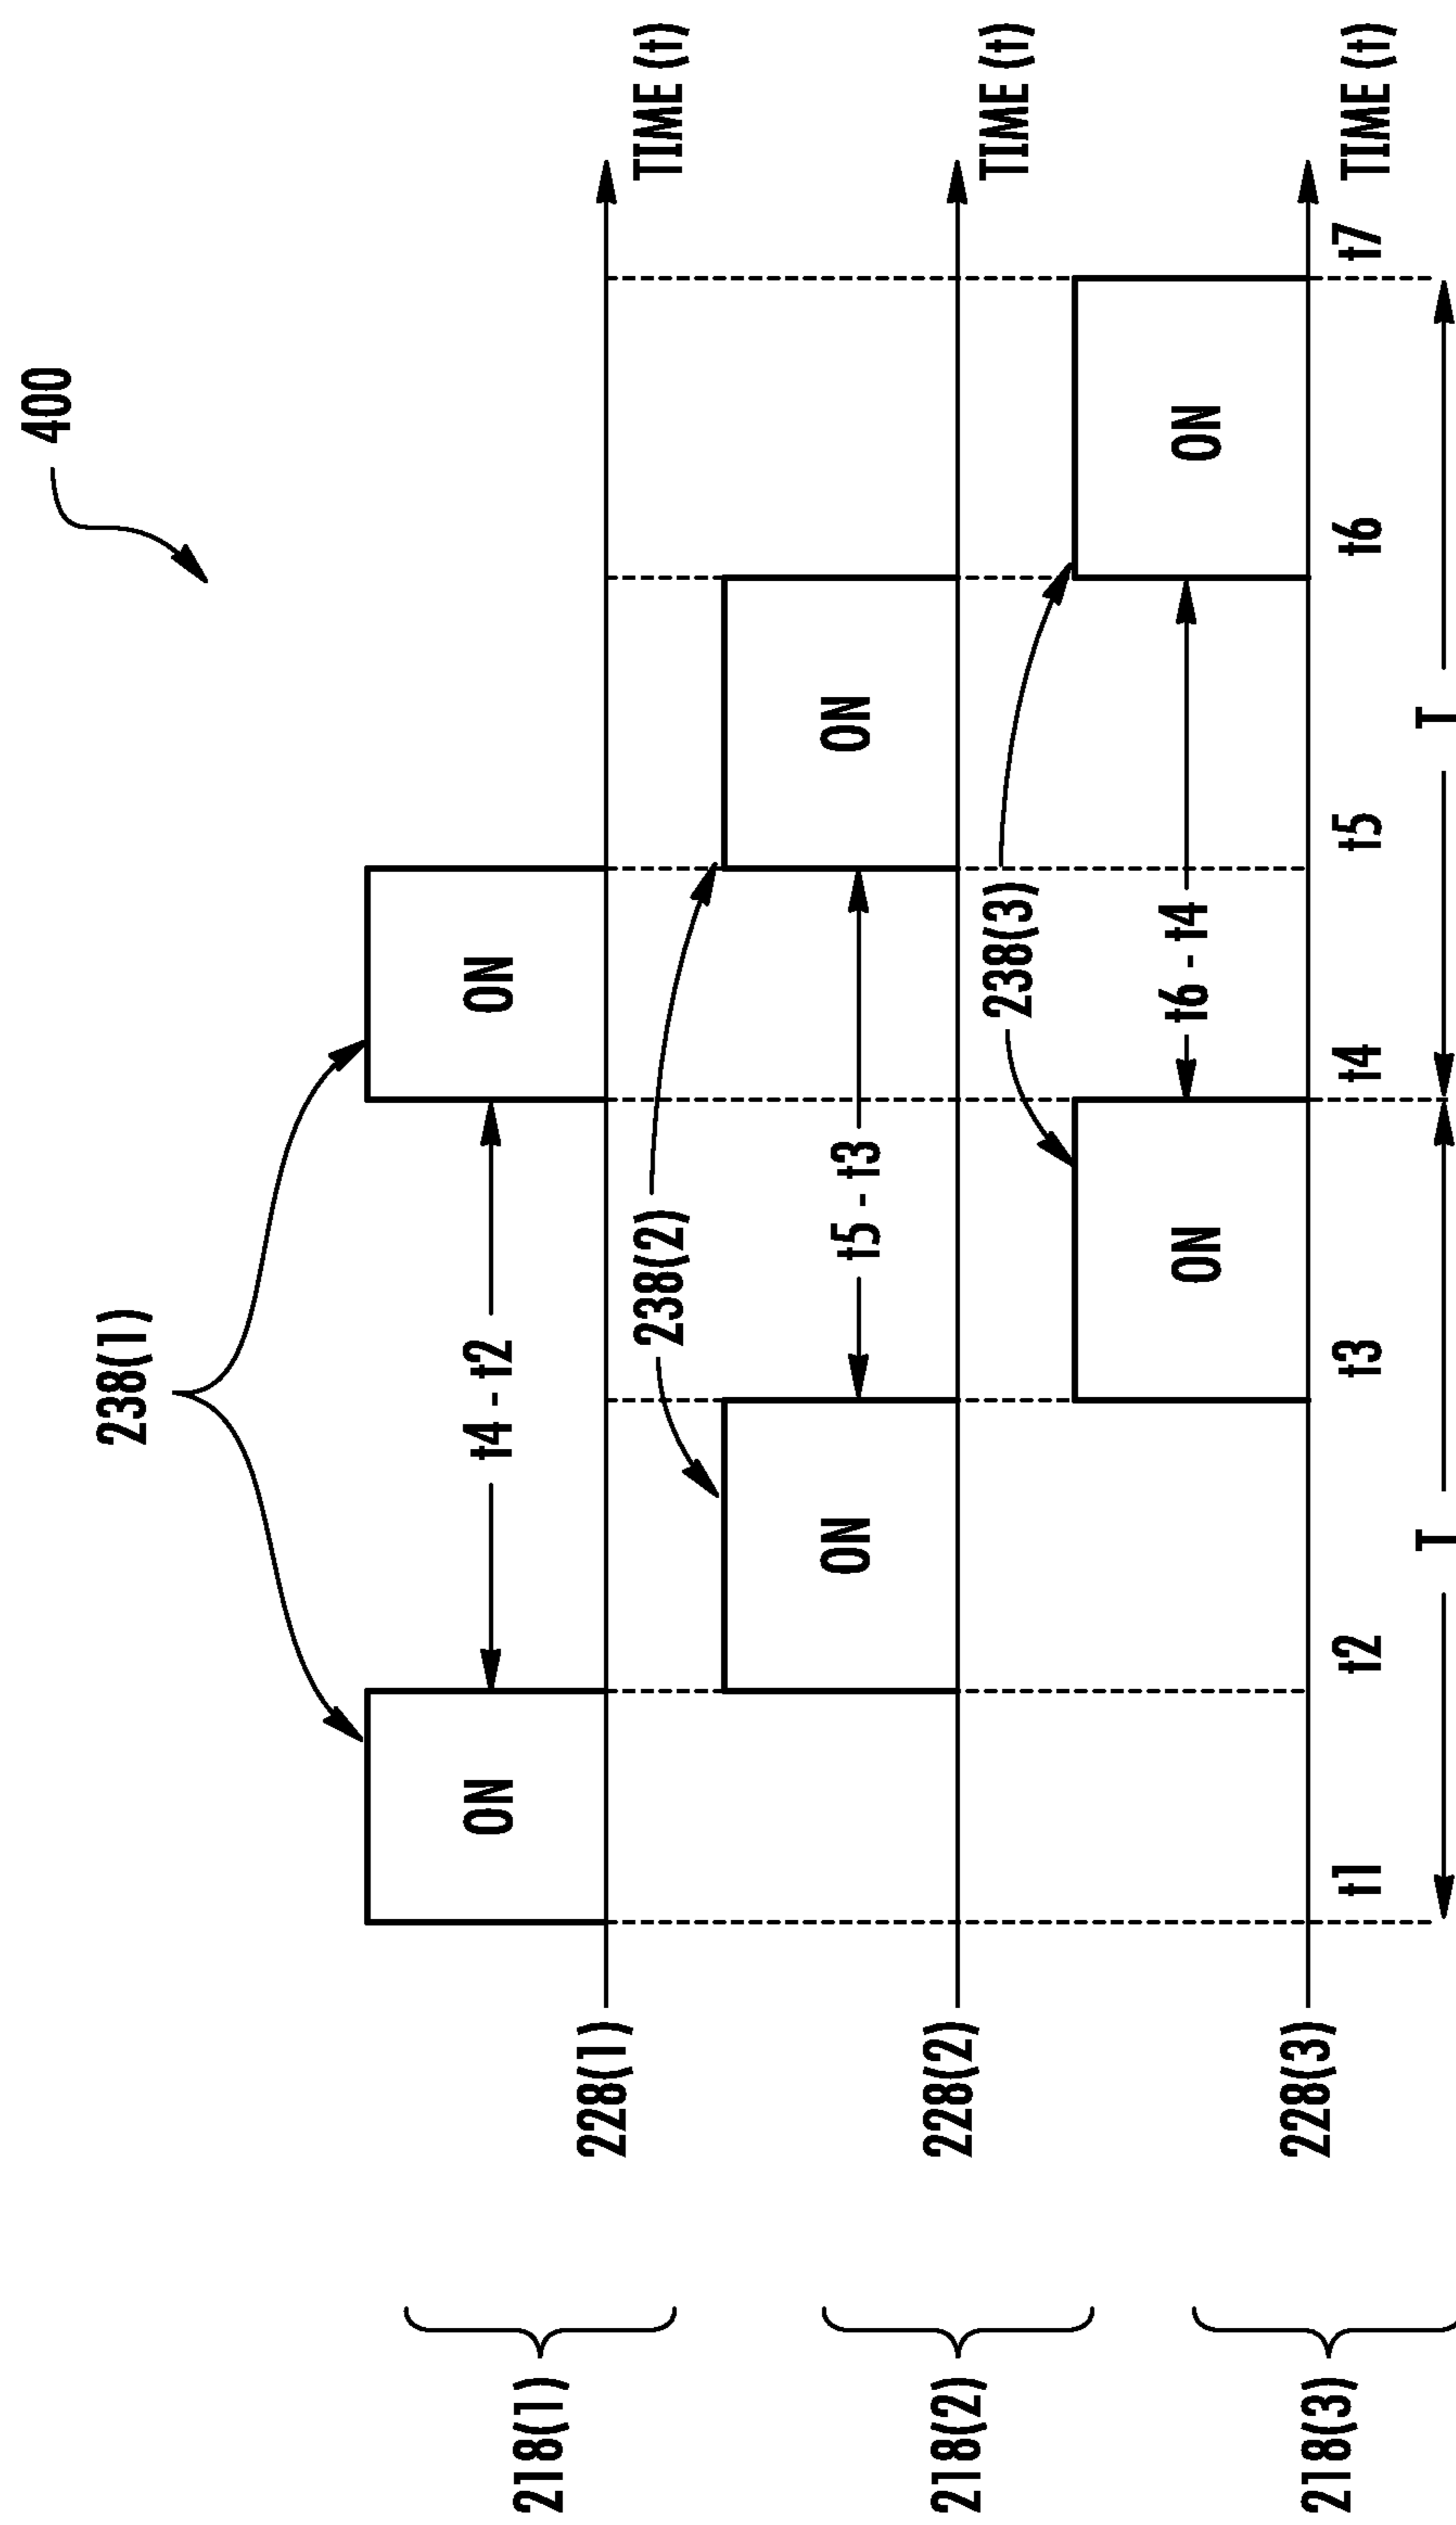 400
238(1)
ON
t4 - t2
ON
218(1)
228(1)
TIME (t)
238(2)
ON
t5 - t3
ON
218(2)
228(2)
TIME (t)
238(3)
ON
t6 - t4
ON
218(3)
228(3)
TIME (t)
t1 t2 t3 t4 t5 t6 t7
T T